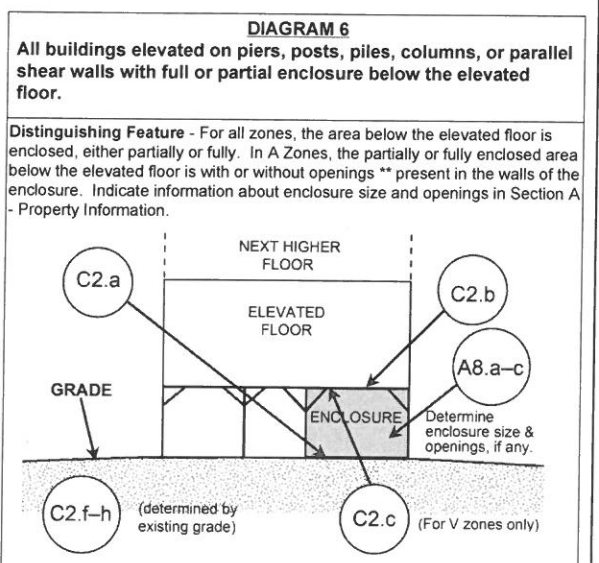 DIAGRAM 6
All buildings elevated on piers, posts, piles, columns, or parallel
shear walls with full or partial enclosure below the elevated
floor.
Distinguishing Feature - For all zones, the area below the elevated floor is
enclosed, either partially or fully. In A Zones, the partially or fully enclosed area
below the elevated floor is with or without openings ** present in the walls of the
enclosure. Indicate information about enclosure size and openings in Section A
- Property Information.
NEXT HIGHER
FLOOR
C2.a
C2.b
ELEVATED
FLOOR
A8.a–c
GRADE
ENCLOSURE
Determine
enclosure size &
openings, if any.
C2.f–h
(determined by
existing grade)
C2.c
(For V zones only)